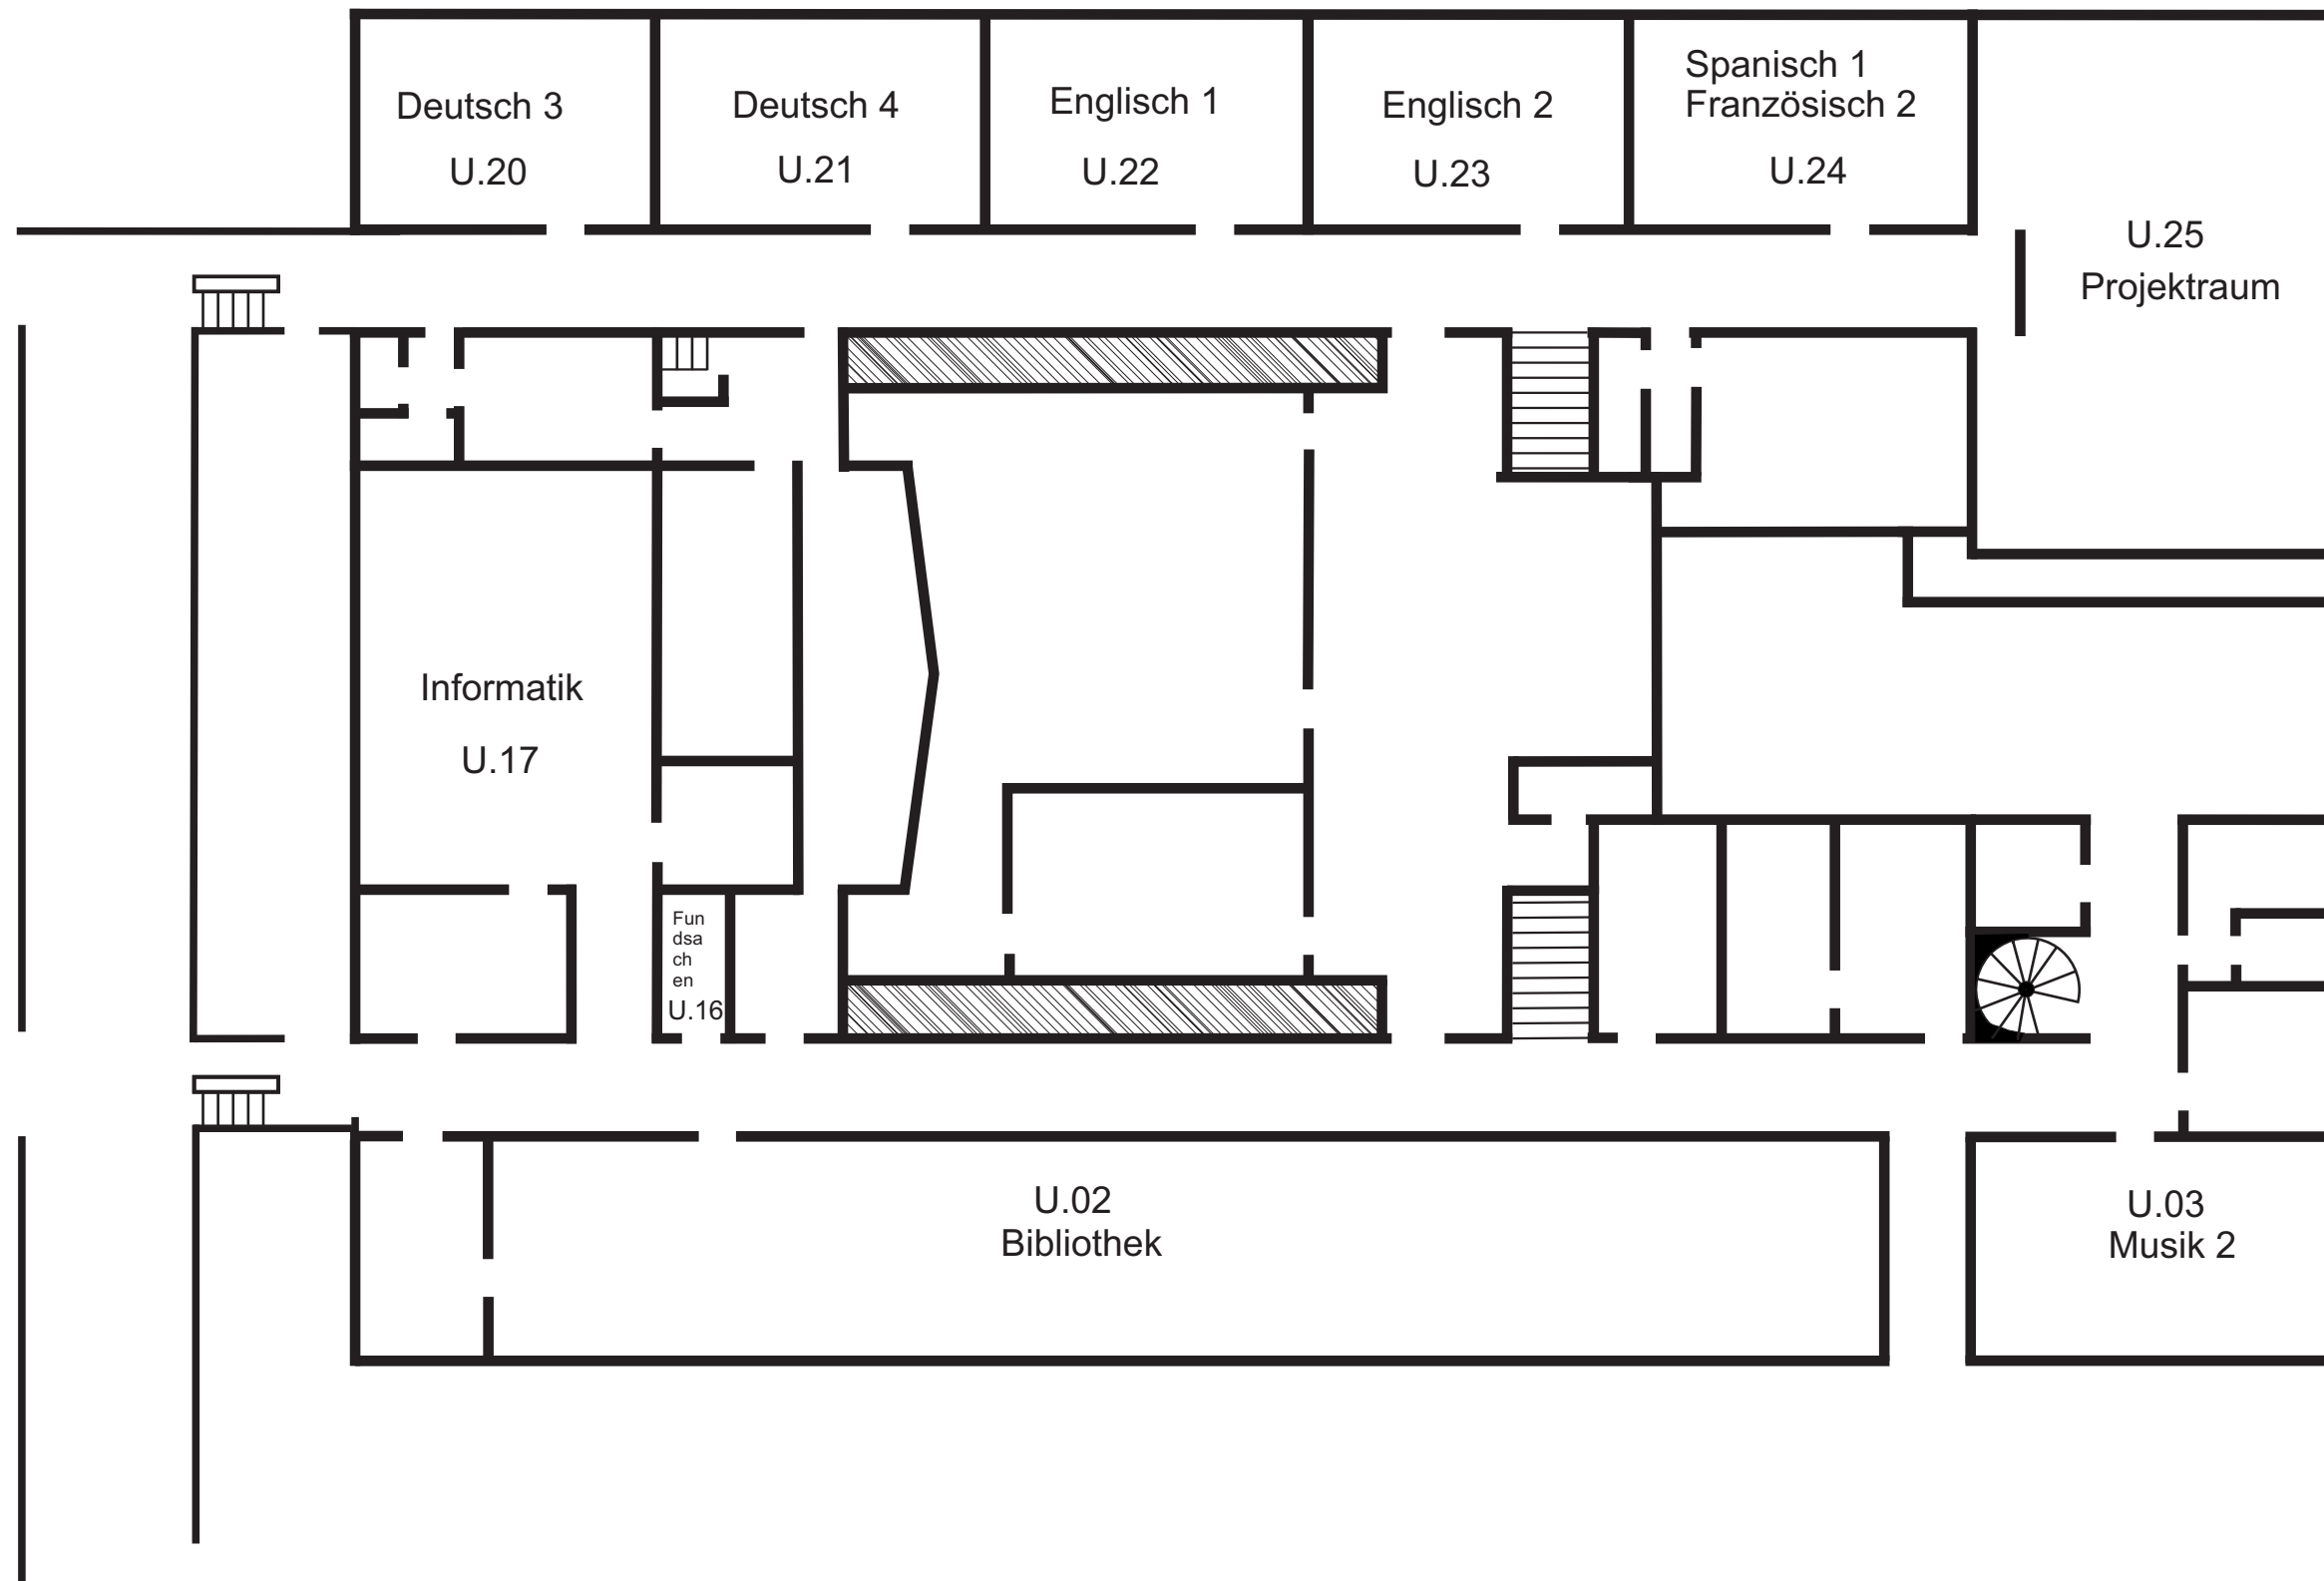 Deutsch 3
U.20
Deutsch 4
U.21
Englisch 1
U.22
Englisch 2
U.23
Spanisch 1
Französisch 2
U.24
U.25
Projektraum
Informatik
U.17
Fun
dsa
ch
en
U.16
U.02
Bibliothek
U.03
Musik 2